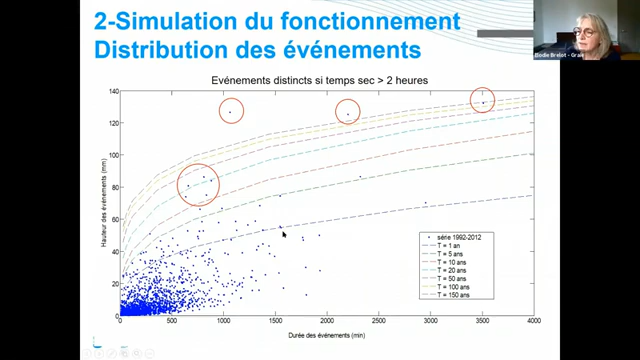 2-Simulation du fonctionnement
Distribution des événements
Elodie Brelot - Graie
Evénements distincts si temps sec > 2 heures
Hauteur des événements (mm)
140
120
100
80
60
40
20
0
série 1992-2012
T = 1 an
T = 5 ans
T = 10 ans
T = 20 ans
T = 50 ans
T = 100 ans
T = 150 ans
0 500 1000 1500 2000 2500 3000 3500 4000
Durée des événements (min)